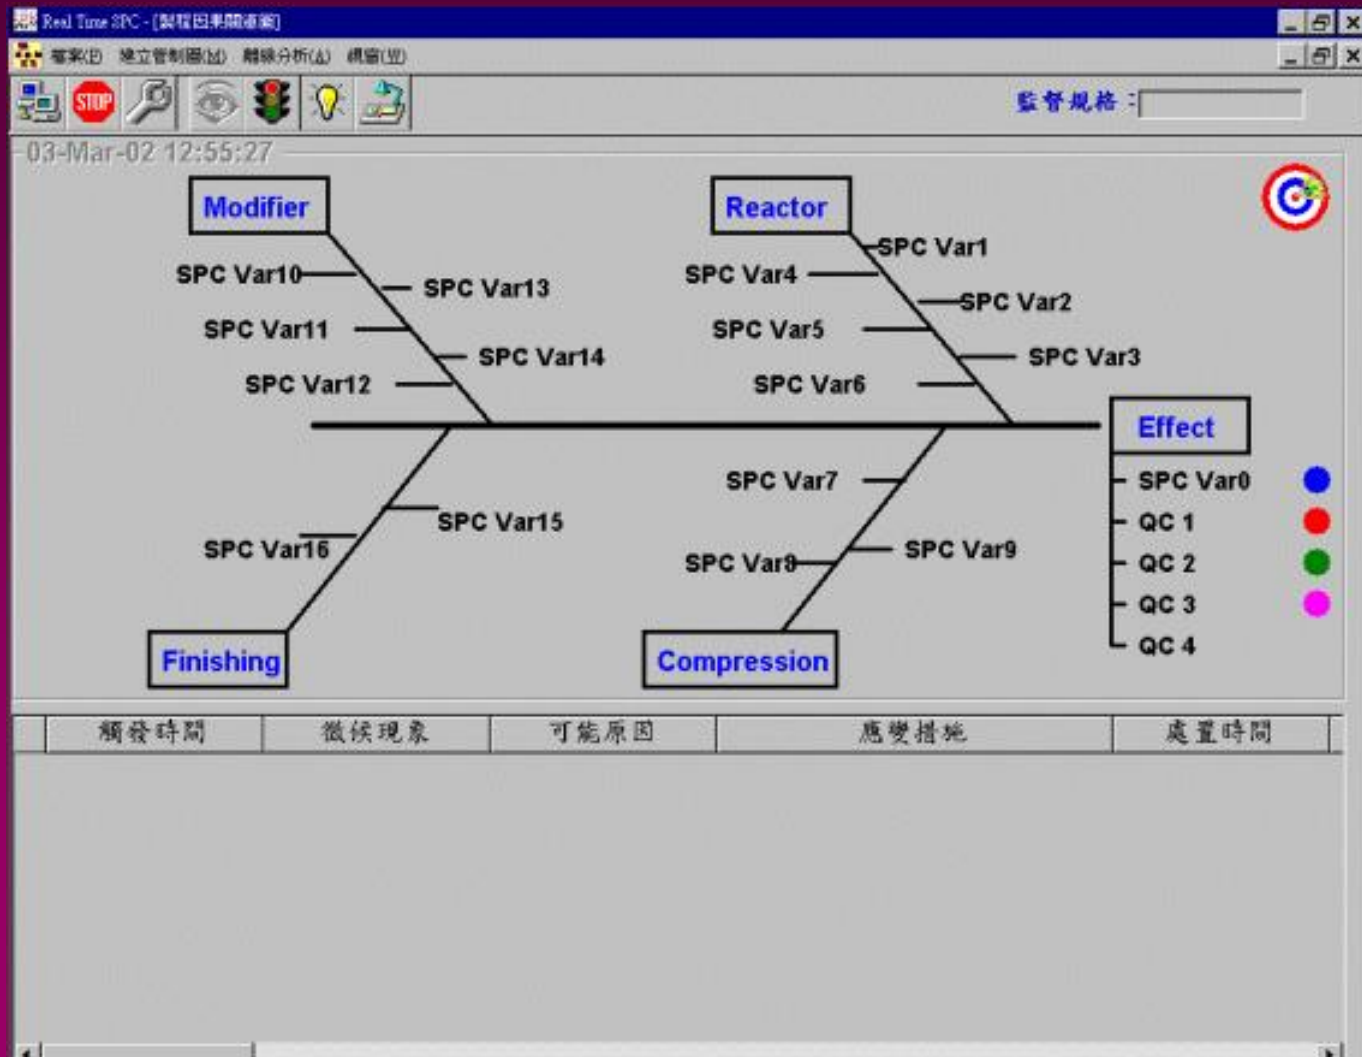 Real Time SPC - [製程因果關連圖]
檔案(F) 建立管制圖(M) 離線分析(A) 視窗(W)
STOP
監督規格：
03-Mar-02 12:55:27
Modifier
Reactor
SPC Var1
SPC Var10
SPC Var4
SPC Var13
SPC Var2
SPC Var11
SPC Var5
SPC Var14
SPC Var3
SPC Var12
SPC Var6
Effect
SPC Var7
SPC Var0
SPC Var15
QC 1
SPC Var16
SPC Var9
SPC Var8
QC 2
QC 3
QC 4
Finishing
Compression
觸發時間 徵候現象 可能原因 應變措施 處置時間